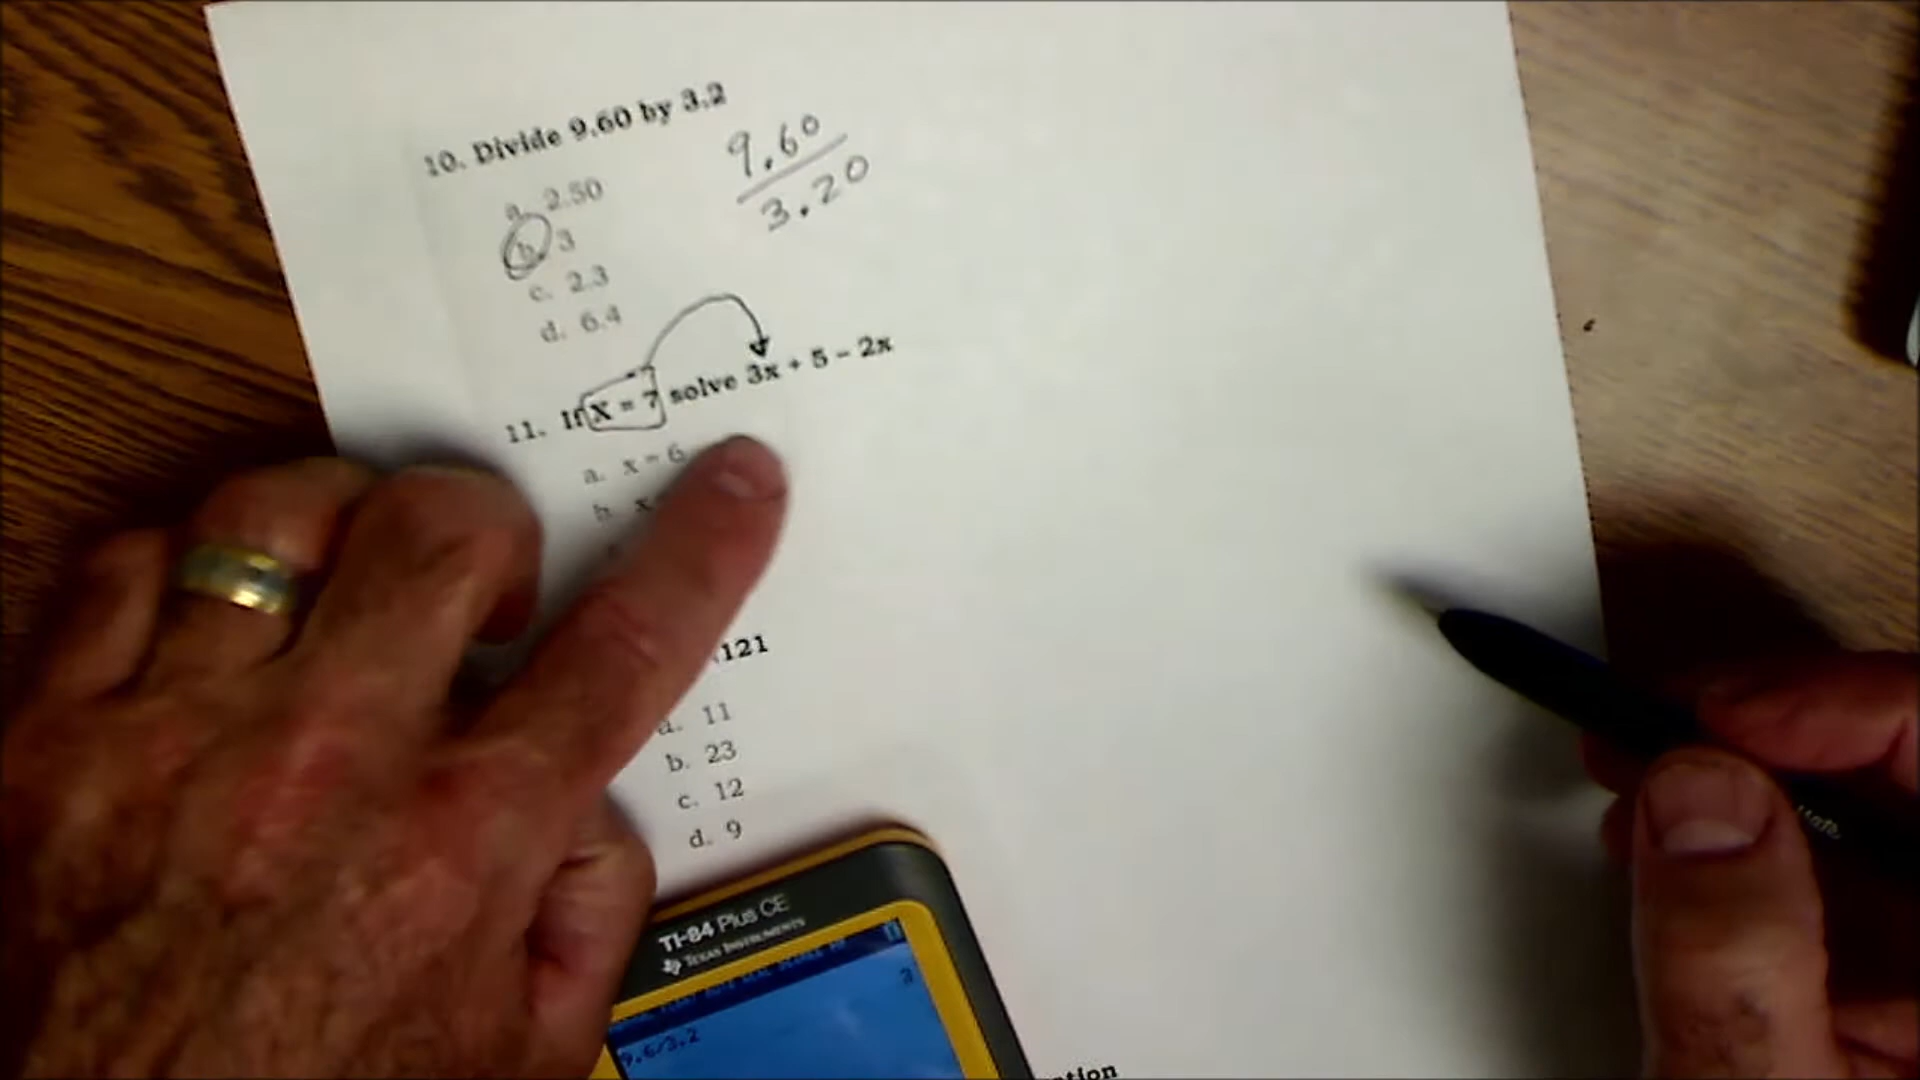 10. Divide 9.60 by 3.2
9.60
3.20
a. 2.50
b. 3
c. 2.3
d. 6.4
11. If X = 7 solve 3x + 5 - 2x
a. x = 6
b. x
121
a. 11
b. 23
c. 12
d. 9
TI-84 Plus CE
TEXAS INSTRUMENTS
3
9.6/3.2
ation